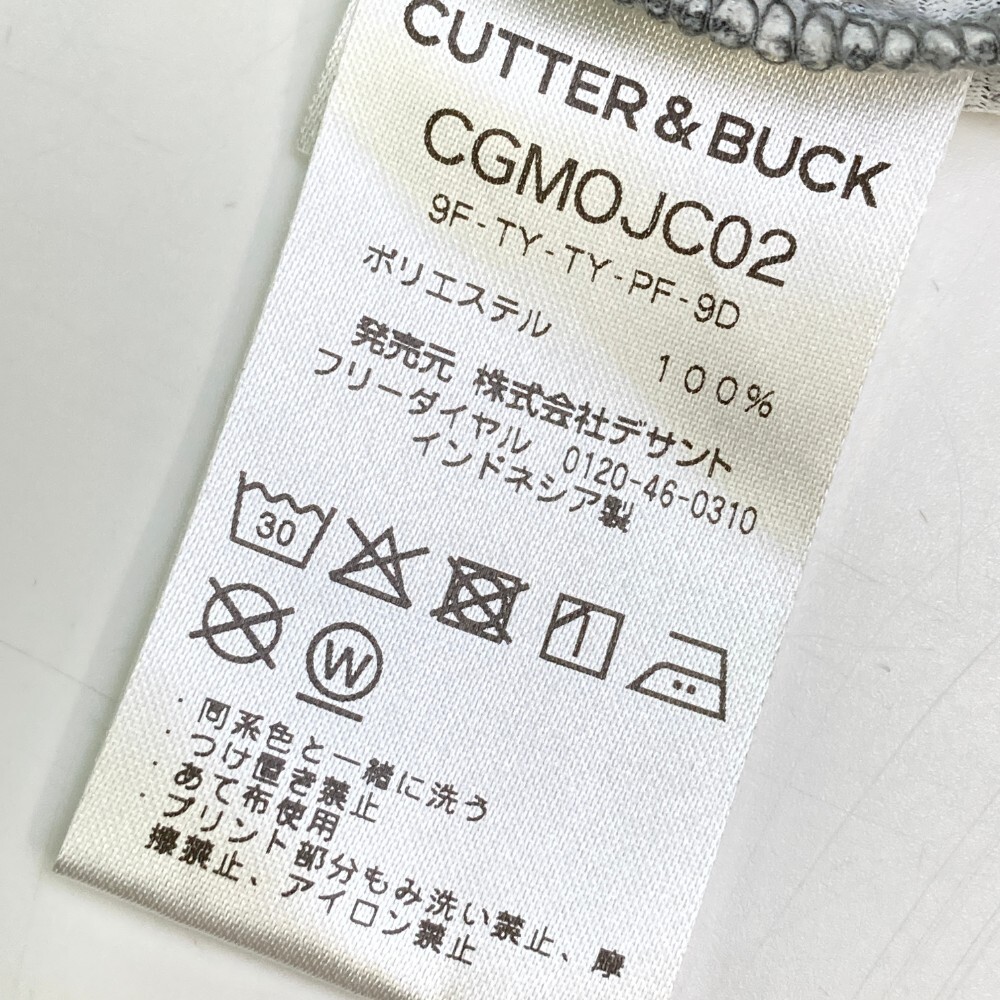 CUTTER & BUCK
CGMOJC02
9F-TY-TY-PF-9D
ポリエステル 100%
発売元 株式会社デサント
フリーダイヤル 0120-46-0310
インドネシア製
30
W
・同系色と一緒に洗う
・つけ置き禁止
・あて布使用
・プリント部分もみ洗い禁止、摩
擦禁止、アイロン禁止